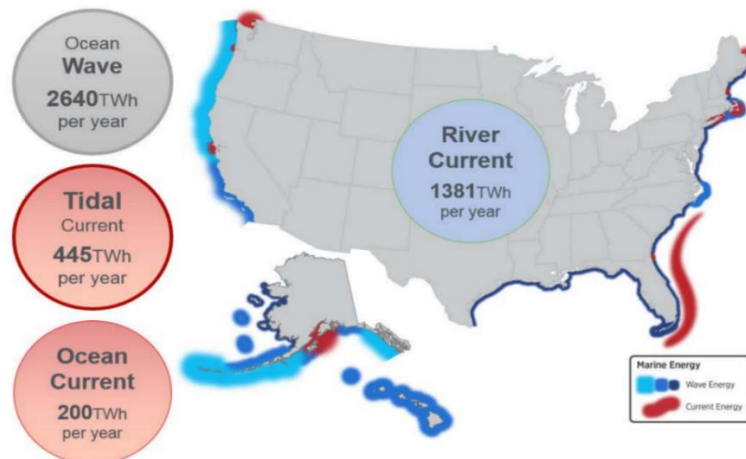 Ocean
Wave
2640TWh
per year
Tidal
Current
445TWh
per year
Ocean
Current
200TWh
per year
River
Current
1381TWh
per year
Marine Energy
Wave Energy
Current Energy